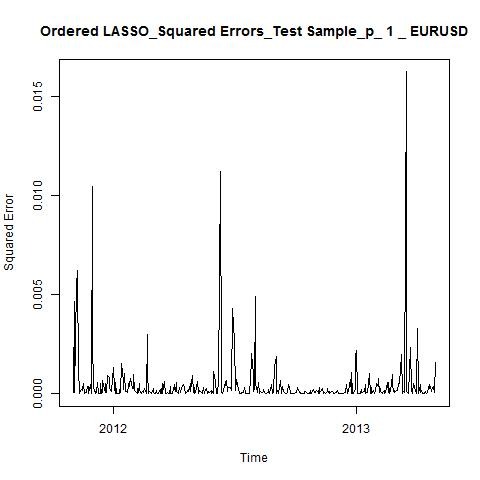 Ordered LASSO_Squared Errors_Test Sample_p_ 1 _ EURUSD
Squared Error
0.015
0.010
0.005
0.000
2012
2013
Time